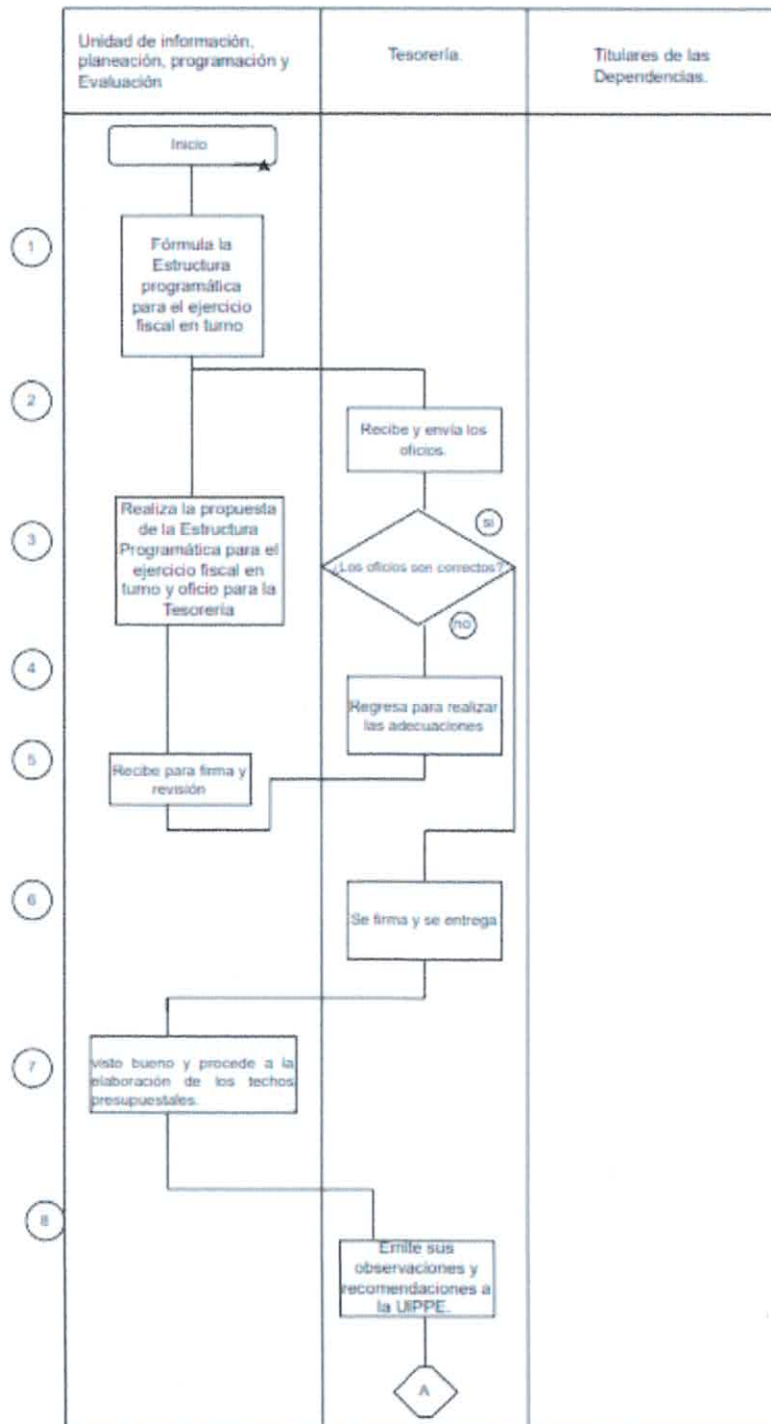 Unidad de información,
planeación, programación y
Evaluación
Tesorería.
Titulares de las
Dependencias.
Inicio
1
Fórmula la
Estructura
programática
para el ejercicio
fiscal en turno
2
Recibe y envía los
oficios.
3
Realiza la propuesta
de la Estructura
Programática para el
ejercicio fiscal en
turno y oficio para la
Tesorería
si
¿Los oficios son correctos?
no
4
Regresa para realizar
las adecuaciones
5
Recibe para firma y
revisión
6
Se firma y se entrega
7
visto bueno y procede a la
elaboración de los techos
presupuestales.
8
Emite sus
observaciones y
recomendaciones a
la UIPPE.
A